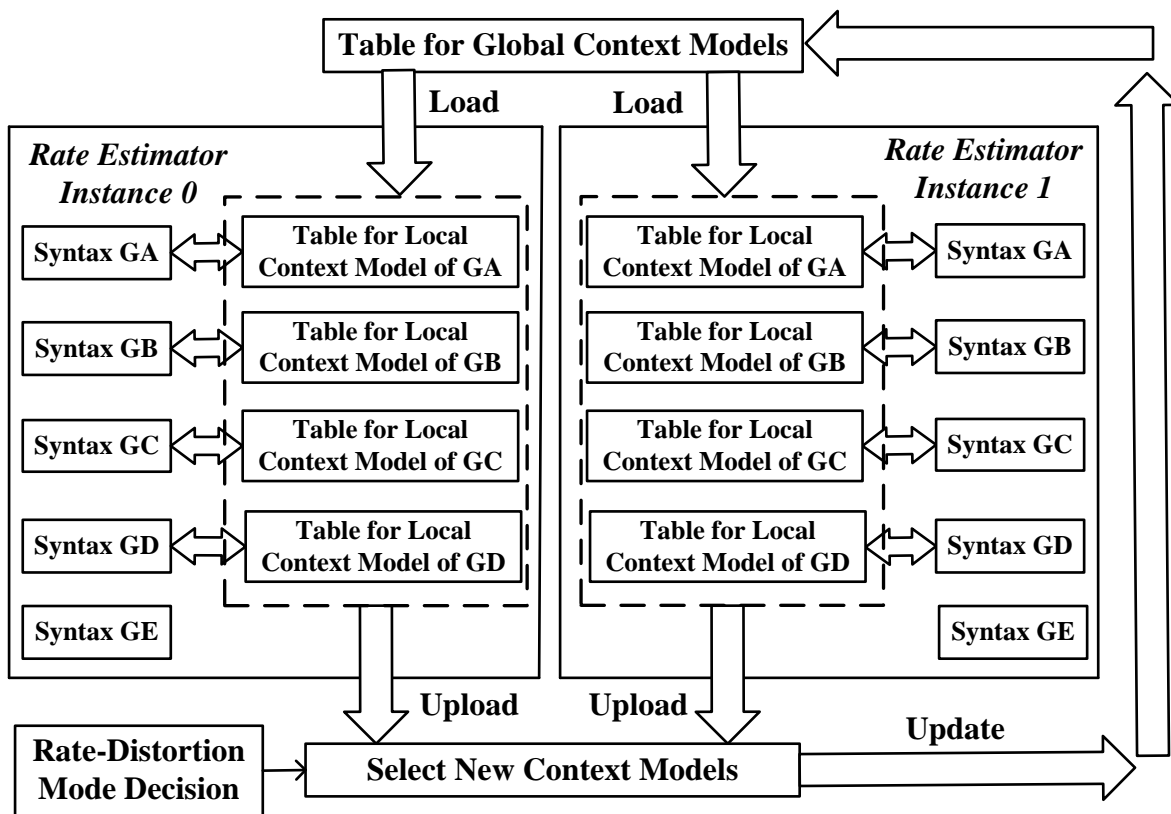 Table for Global Context Models
Load
Load
Rate Estimator
Instance 0
Syntax GA
Table for Local
Context Model of GA
Syntax GB
Table for Local
Context Model of GB
Syntax GC
Table for Local
Context Model of GC
Syntax GD
Table for Local
Context Model of GD
Syntax GE
Rate Estimator
Instance 1
Table for Local
Context Model of GA
Syntax GA
Table for Local
Context Model of GB
Syntax GB
Table for Local
Context Model of GC
Syntax GC
Table for Local
Context Model of GD
Syntax GD
Syntax GE
Upload
Upload
Rate-Distortion
Mode Decision
Select New Context Models
Update